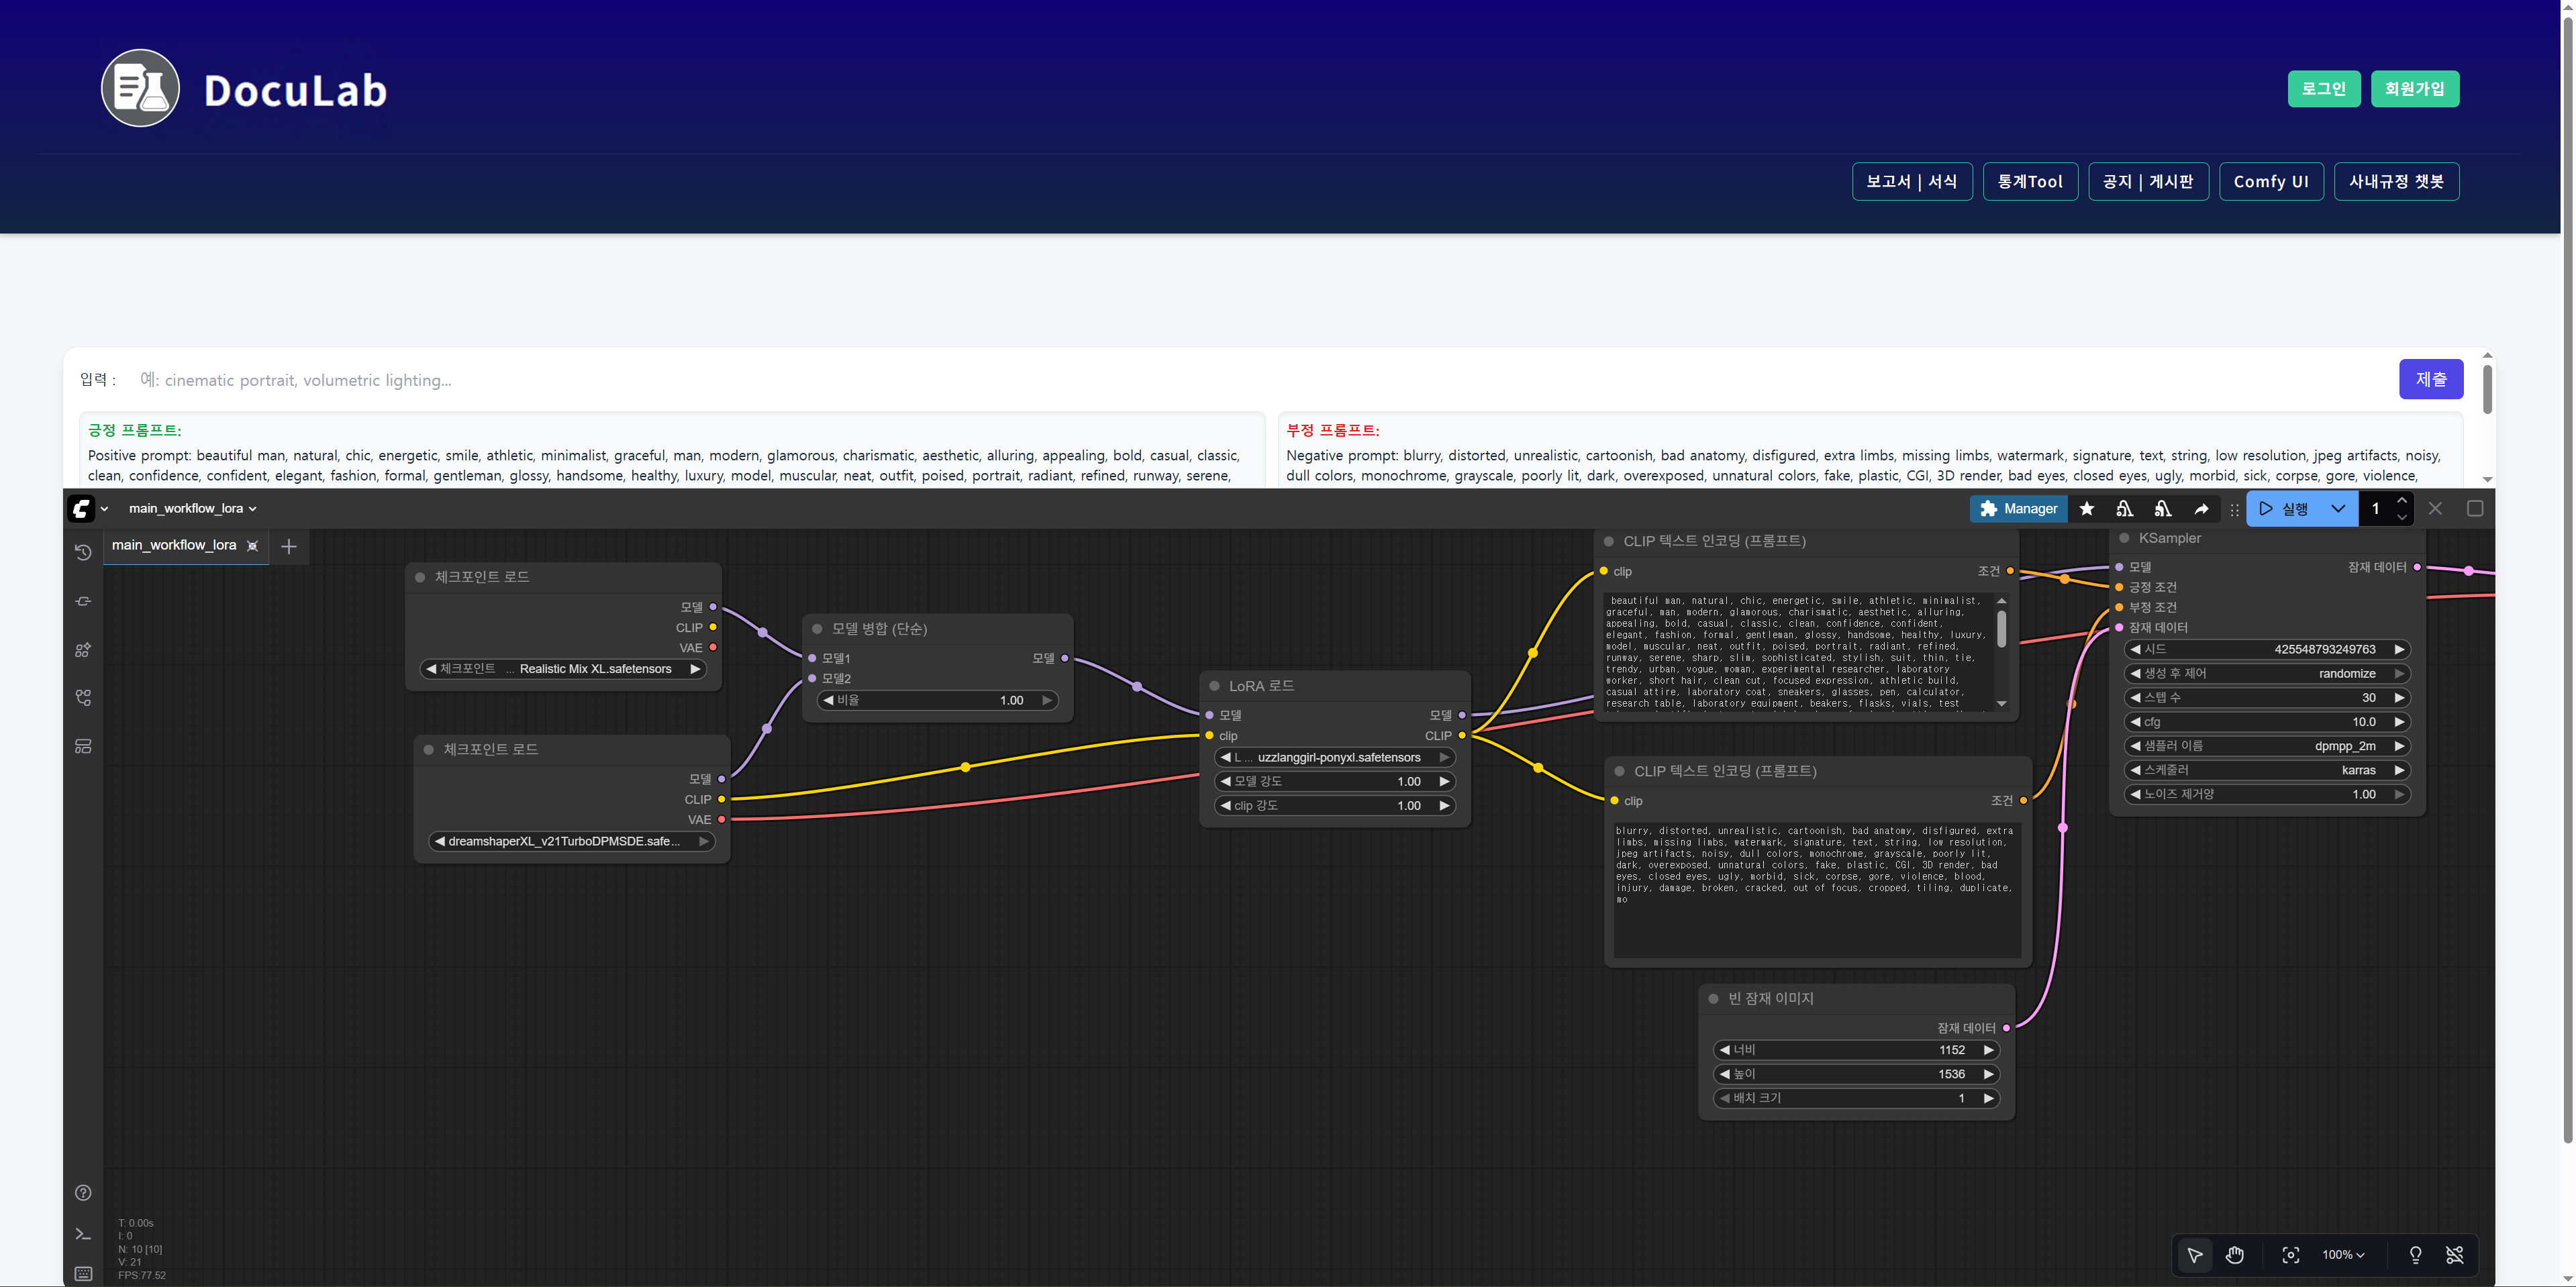 DocuLab
로그인
회원가입
보고서 | 서식
통계Tool
공지 | 게시판
Comfy UI
사내규정 챗봇
입력 :
예: cinematic portrait, volumetric lighting...
제출
긍정 프롬프트:
Positive prompt: beautiful man, natural, chic, energetic, smile, athletic, minimalist, graceful, man, modern, glamorous, charismatic, aesthetic, alluring, appealing, bold, casual, classic,
clean, confidence, confident, elegant, fashion, formal, gentleman, glossy, handsome, healthy, luxury, model, muscular, neat, outfit, poised, portrait, radiant, refined, runway, serene,
부정 프롬프트:
Negative prompt: blurry, distorted, unrealistic, cartoonish, bad anatomy, disfigured, extra limbs, missing limbs, watermark, signature, text, string, low resolution, jpeg artifacts, noisy,
dull colors, monochrome, grayscale, poorly lit, dark, overexposed, unnatural colors, fake, plastic, CGI, 3D render, bad eyes, closed eyes, ugly, morbid, sick, corpse, gore, violence,
main_workflow_lora
Manager
실행
1
main_workflow_lora
체크포인트 로드
모델
CLIP
VAE
체크포인트 ... Realistic Mix XL.safetensors
체크포인트 로드
모델
CLIP
VAE
dreamshaperXL_v21TurboDPMSDE.safe...
모델 병합 (단순)
모델1
모델
모델2
비율 1.00
LoRA 로드
모델
모델
clip
CLIP
L ... uzzlanggirl-ponyxl.safetensors
모델 강도 1.00
clip 강도 1.00
CLIP 텍스트 인코딩 (프롬프트)
clip
조건
beautiful man, natural, chic, energetic, smile, athletic, minimalist,
graceful, man, modern, glamorous, charismatic, aesthetic, alluring,
appealing, bold, casual, classic, clean, confidence, confident,
elegant, fashion, formal, gentleman, glossy, handsome, healthy, luxury,
model, muscular, neat, outfit, poised, portrait, radiant, refined,
runway, serene, sharp, slim, sophisticated, stylish, suit, thin, tie,
trendy, urban, vogue, woman, experimental researcher, laboratory
worker, short hair, clean cut, focused expression, athletic build,
casual attire, laboratory coat, sneakers, glasses, pen, calculator,
research table, laboratory equipment, beakers, flasks, vials, test
CLIP 텍스트 인코딩 (프롬프트)
clip
조건
blurry, distorted, unrealistic, cartoonish, bad anatomy, disfigured, extra
limbs, missing limbs, watermark, signature, text, string, low resolution,
jpeg artifacts, noisy, dull colors, monochrome, grayscale, poorly lit,
dark, overexposed, unnatural colors, fake, plastic, CGI, 3D render, bad
eyes, closed eyes, ugly, morbid, sick, corpse, gore, violence, blood,
injury, damage, broken, cracked, out of focus, cropped, tiling, duplicate,
mo
빈 잠재 이미지
잠재 데이터
너비 1152
높이 1536
배치 크기 1
KSampler
모델
잠재 데이터
긍정 조건
부정 조건
잠재 데이터
시드 425548793249763
생성 후 제어 randomize
스텝 수 30
cfg 10.0
샘플러 이름 dpmpp_2m
스케줄러 karras
노이즈 제거양 1.00
T: 0.00s
I: 0
N: 10 [10]
V: 21
FPS:77.52
100%